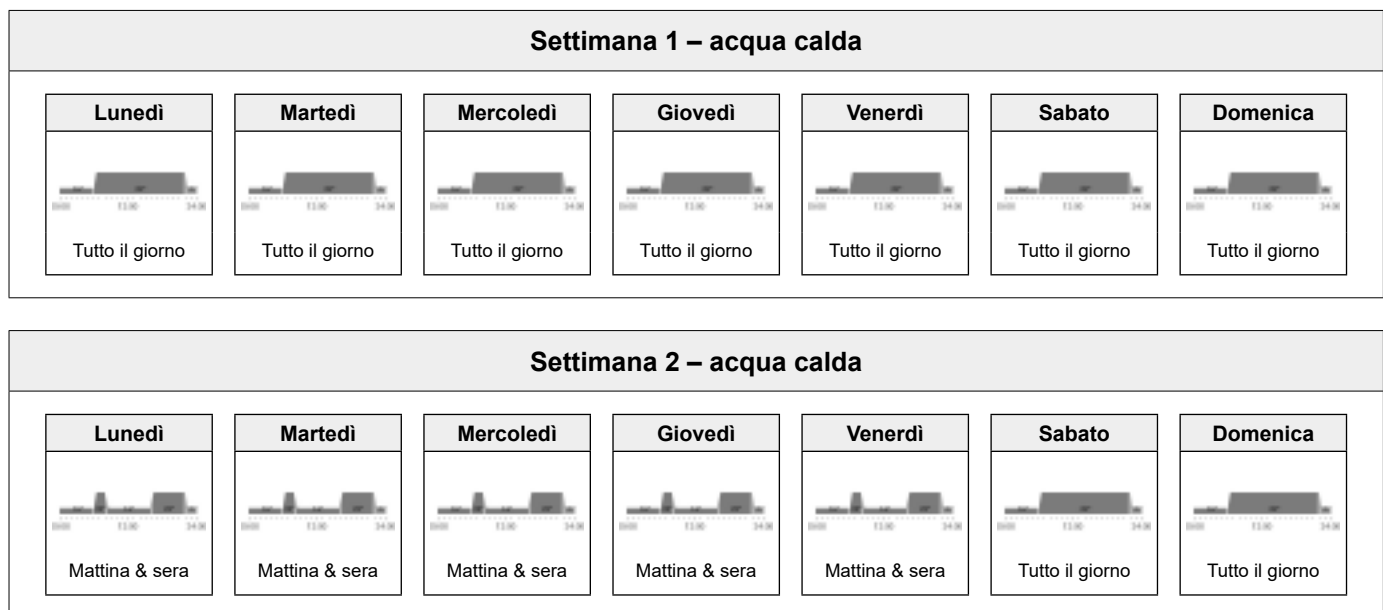 Settimana 1 – acqua calda
Lunedì Martedì Mercoledì Giovedì Venerdì Sabato Domenica
Tutto il giorno Tutto il giorno Tutto il giorno Tutto il giorno Tutto il giorno Tutto il giorno Tutto il giorno
Settimana 2 – acqua calda
Lunedì Martedì Mercoledì Giovedì Venerdì Sabato Domenica
Mattina & sera Mattina & sera Mattina & sera Mattina & sera Mattina & sera Tutto il giorno Tutto il giorno